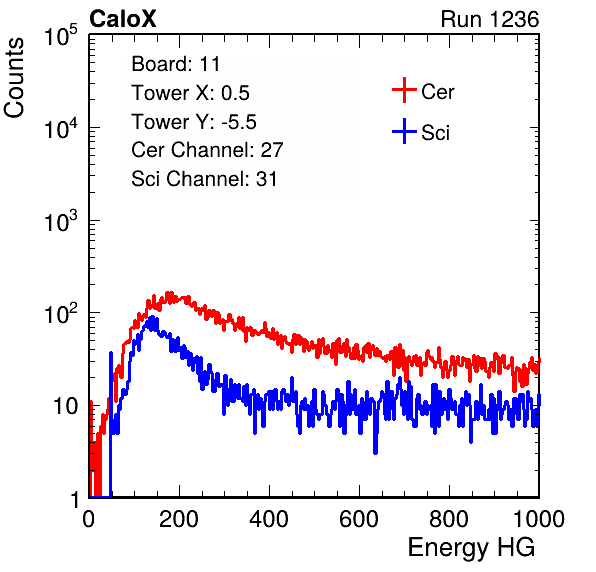 CaloX Run 1236
Counts
10^5
10^4
10^3
10^2
10
1
Board: 11
Tower X: 0.5
Tower Y: -5.5
Cer Channel: 27
Sci Channel: 31
Cer
Sci
0 200 400 600 800 1000
Energy HG